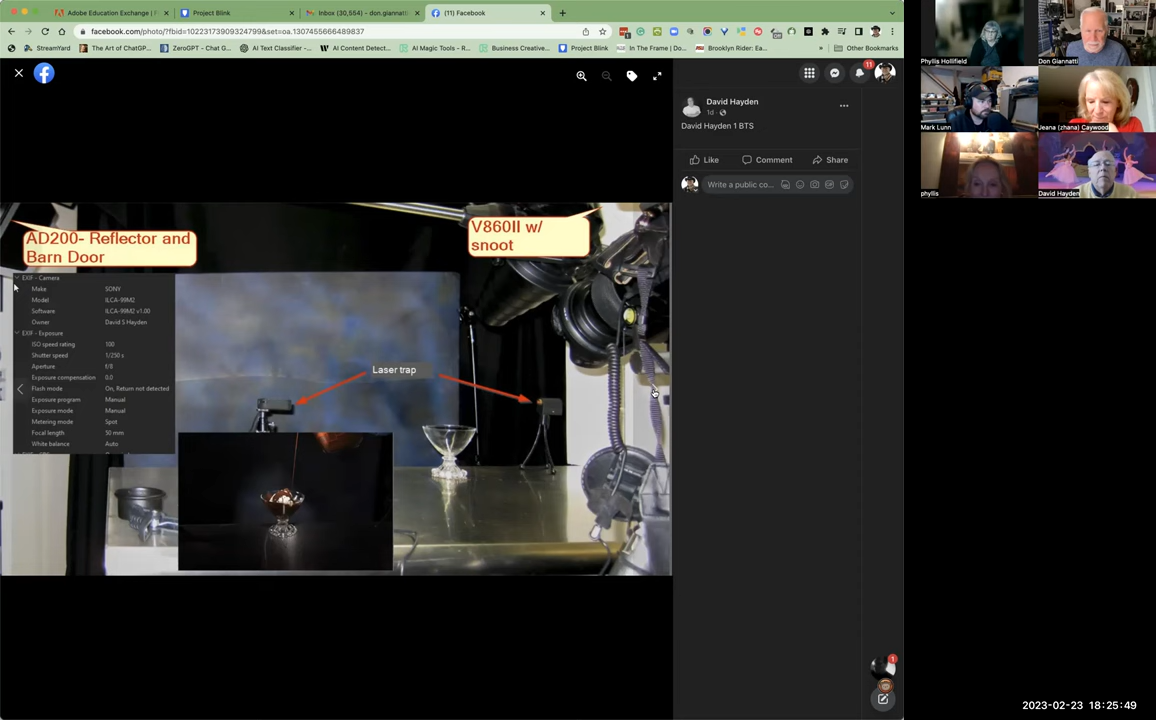 Adobe Education Exchange | F
Project Blink
Inbox (30,554) - don.giannatti
(11) Facebook
facebook.com/photo/?fbid=10223173909324799&set=oa.1307455666489837
StreamYard
The Art of ChatGP...
ZeroGPT - Chat G...
AI Text Classifier -...
AI Content Detect...
AI Magic Tools - R...
Business Creative...
Project Blink
In The Frame | Do...
Brooklyn Rider: Ea...
»
Other Bookmarks
11
David Hayden
1d
David Hayden 1 BTS
Like
Comment
Share
Write a public co...
AD200- Reflector and
Barn Door
V860II w/
snoot
Laser trap
EXIF - Camera
Make SONY
Model ILCA-99M2
Software ILCA-99M2 v1.00
Owner David S Hayden
EXIF - Exposure
ISO speed rating 100
Shutter speed 1/250 s
Aperture f/8
Exposure compensation 0.0
Flash mode On, Return not detected
Exposure program Manual
Exposure mode Manual
Metering mode Spot
Focal length 50 mm
White balance Auto
1
Phyllis Hollifield
Don Giannatti
Mark Lunn
Jeana (zhana) Caywood
phyllis
David Hayden
2023-02-23 18:25:49